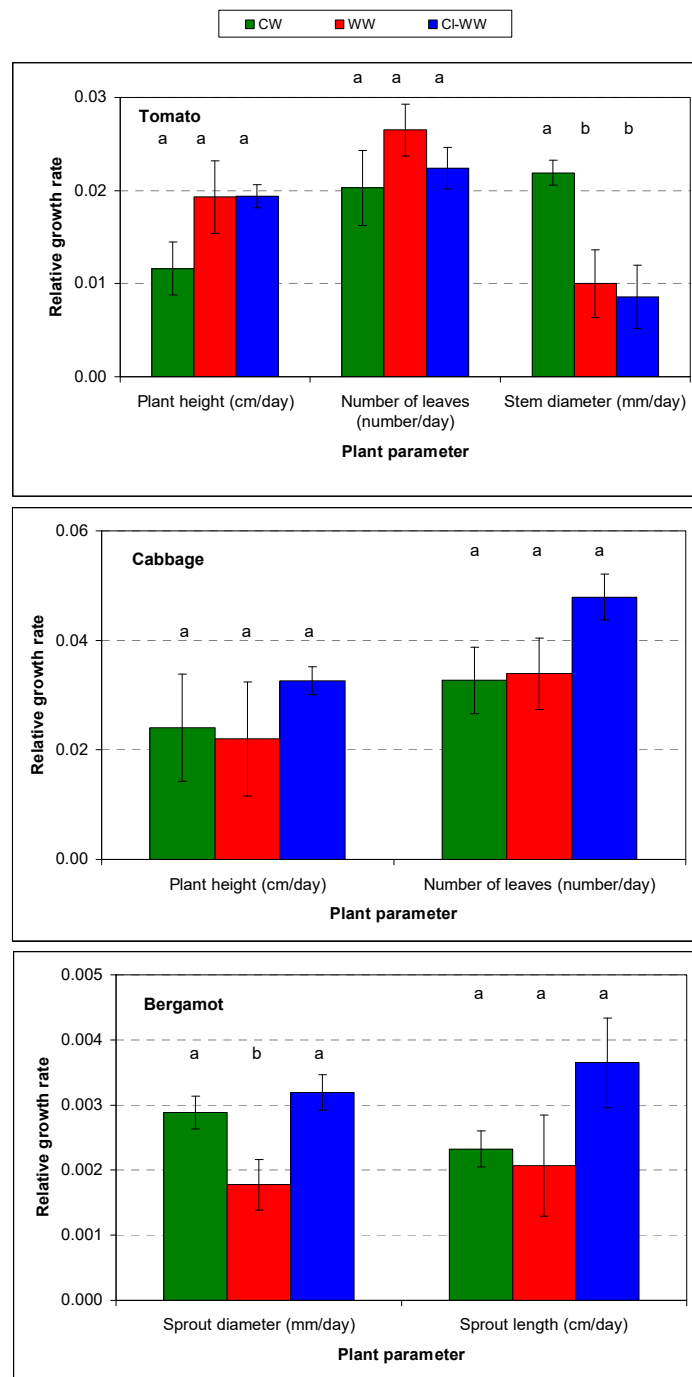 CW WW Cl-WW
a a a
0.03
Tomato
a a a
a b b
0.02
0.01
0.00
Relative growth rate
Plant height (cm/day) Number of leaves (number/day) Stem diameter (mm/day)
Plant parameter
0.06
Cabbage
a a a
a a a
0.04
0.02
0.00
Relative growth rate
Plant height (cm/day) Number of leaves (number/day)
Plant parameter
0.005
Bergamot
a a a
a b a
0.004
0.003
0.002
0.001
0.000
Relative growth rate
Sprout diameter (mm/day) Sprout length (cm/day)
Plant parameter